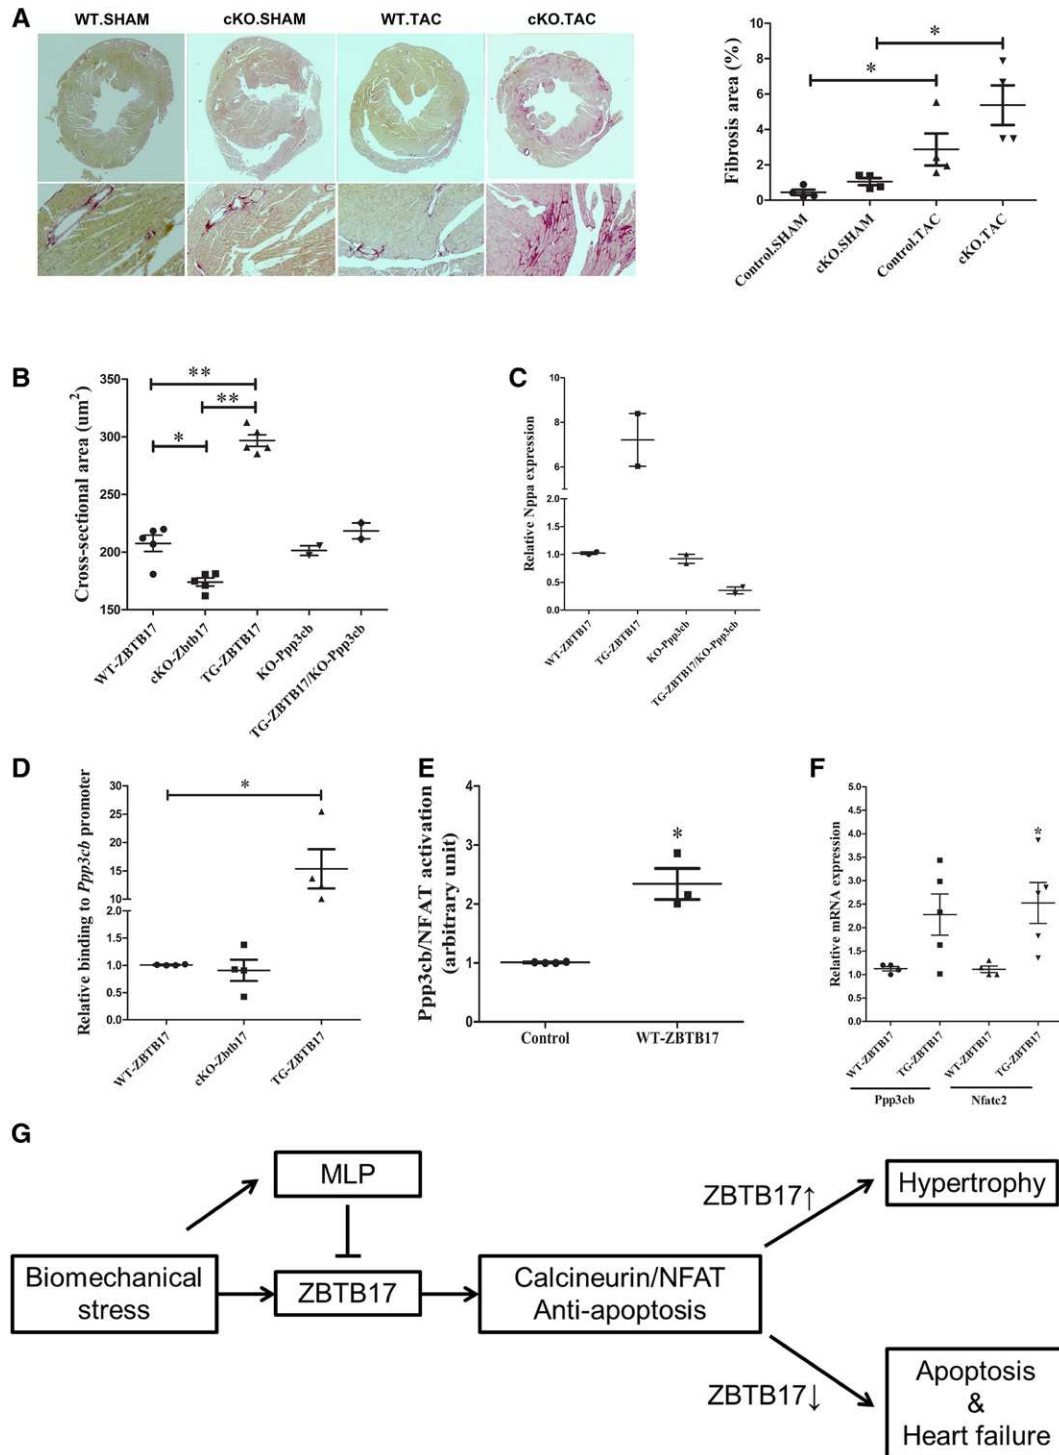 A
WT.SHAM
cKO.SHAM
WT.TAC
cKO.TAC
Fibrosis area (%)
10
8
6
4
2
0
*
*
Control.SHAM
cKO.SHAM
Control.TAC
cKO.TAC
B
Cross-sectional area (um²)
350
300
250
200
150
**
**
*
WT-ZBTB17
cKO-Zbtb17
TG-ZBTB17
KO-Ppp3cb
TG-ZBTB17/KO-Ppp3cb
C
Relative Nppa expression
10
8
6
2.0
1.5
1.0
0.5
0.0
WT-ZBTB17
TG-ZBTB17
KO-Ppp3cb
TG-ZBTB17/KO-Ppp3cb
D
Relative binding to Ppp3cb promoter
30
25
20
15
10
2.0
1.5
1.0
0.5
0.0
*
WT-ZBTB17
cKO-Zbtb17
TG-ZBTB17
E
Ppp3cb/NFAT activation
(arbitrary unit)
4
3
2
1
0
*
Control
WT-ZBTB17
F
Relative mRNA expression
5.0
4.5
4.0
3.5
3.0
2.5
2.0
1.5
1.0
0.5
0.0
*
WT-ZBTB17
TG-ZBTB17
WT-ZBTB17
TG-ZBTB17
Ppp3cb
Nfatc2
G
MLP
Biomechanical
stress
ZBTB17
Calcineurin/NFAT
Anti-apoptosis
ZBTB17↑
Hypertrophy
ZBTB17↓
Apoptosis
&
Heart failure